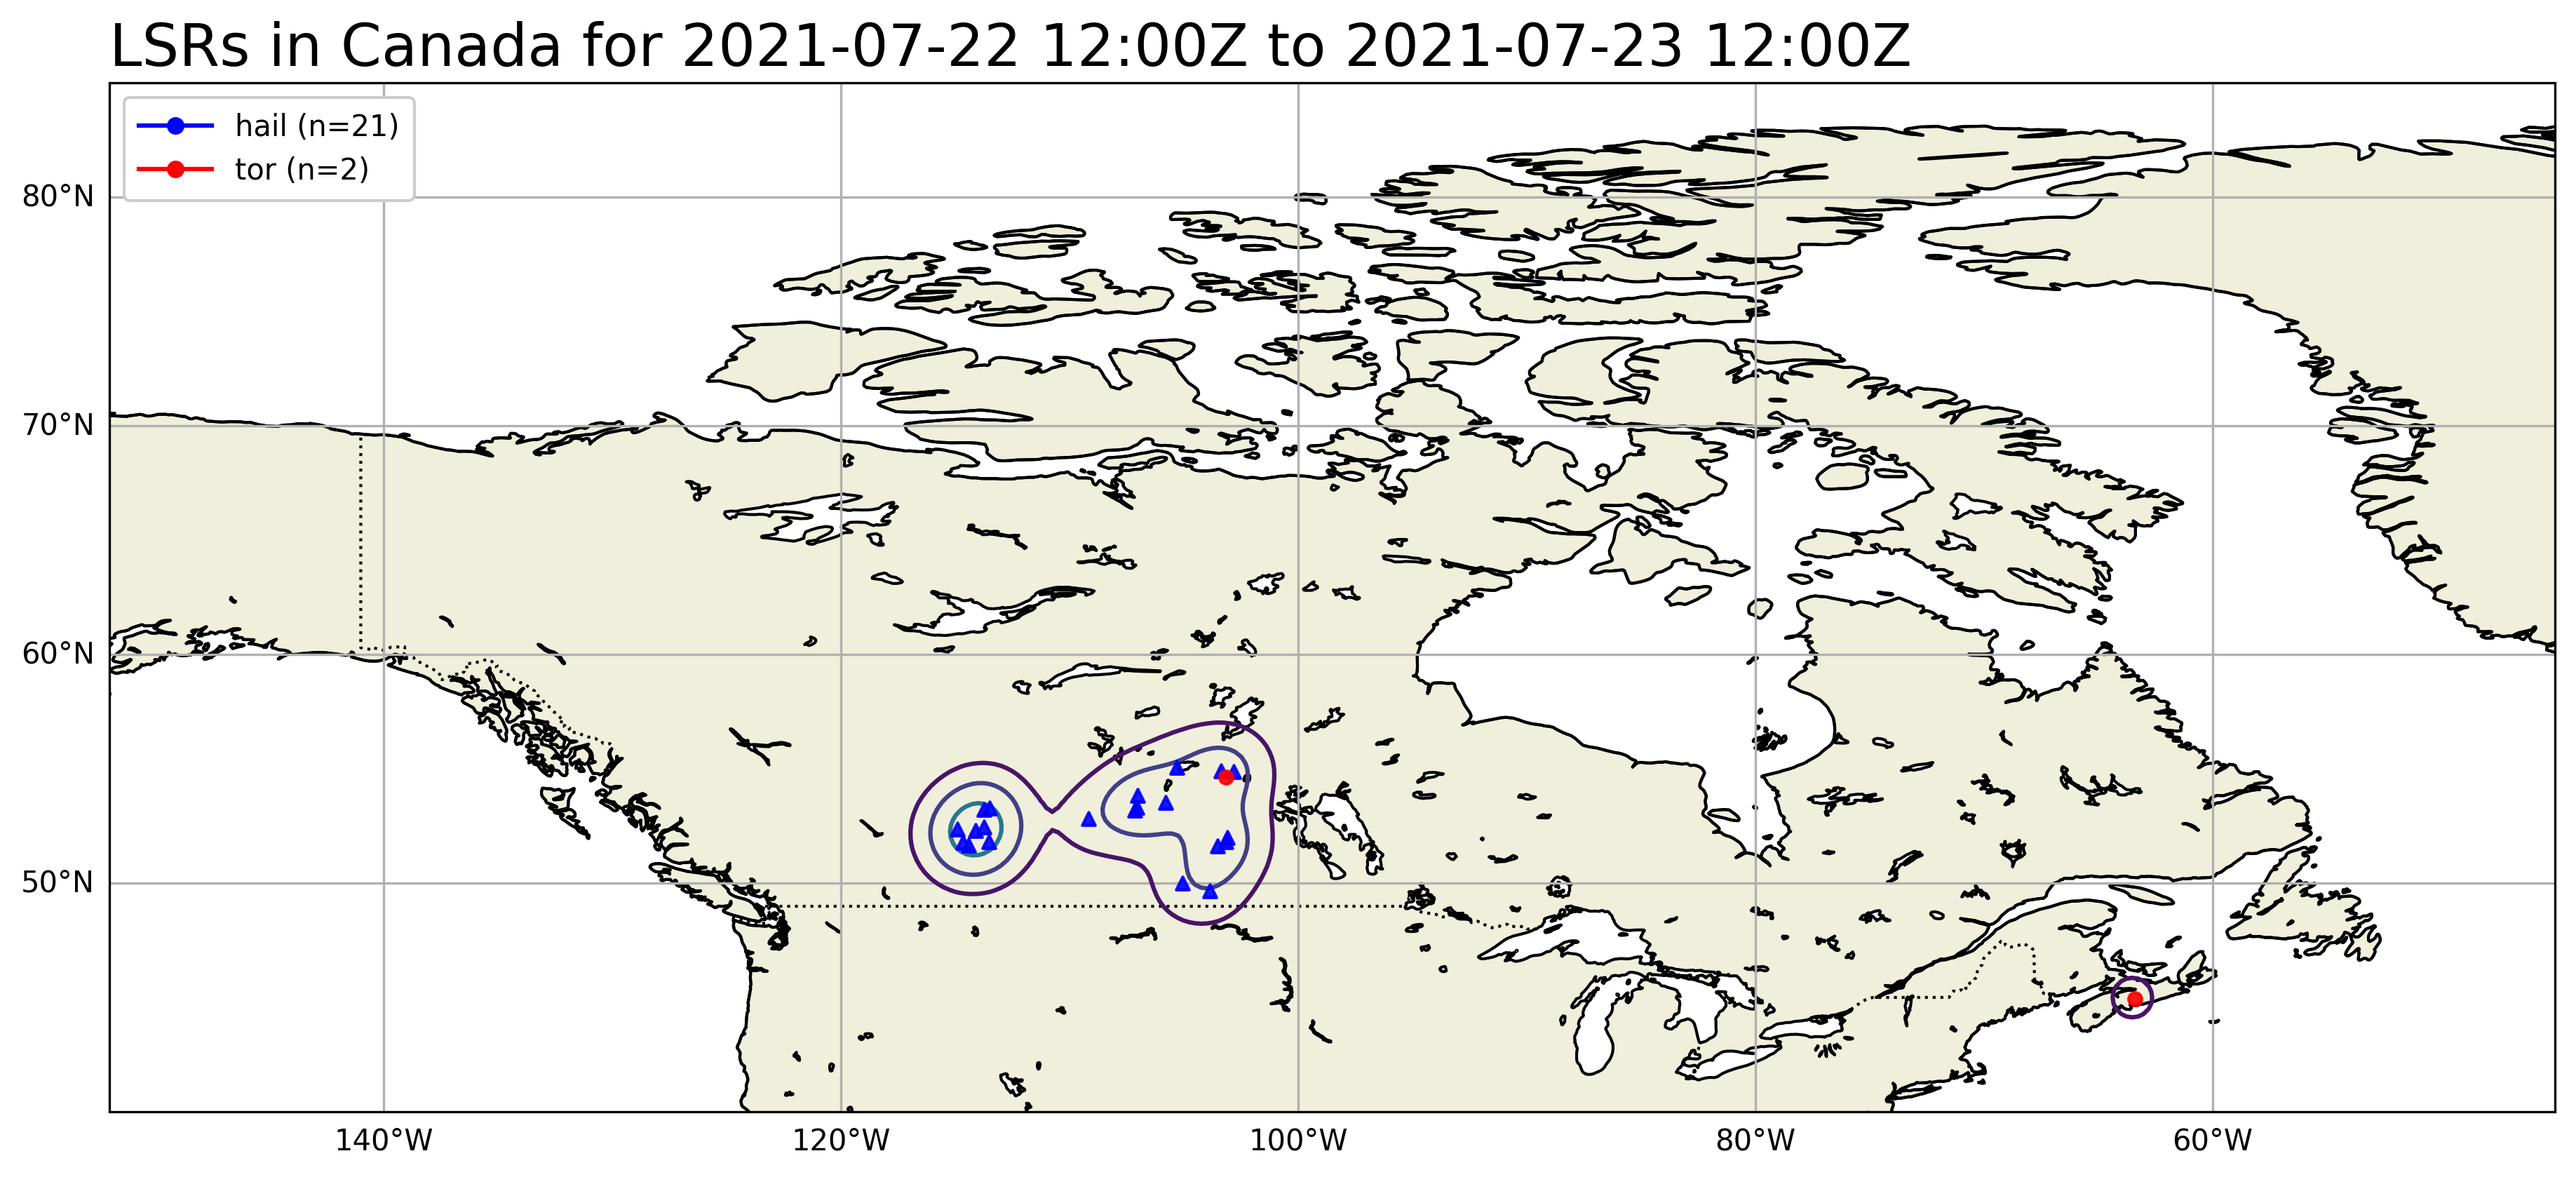 LSRs in Canada for 2021-07-22 12:00Z to 2021-07-23 12:00Z
hail (n=21)
tor (n=2)
80°N
70°N
60°N
50°N
140°W 120°W 100°W 80°W 60°W